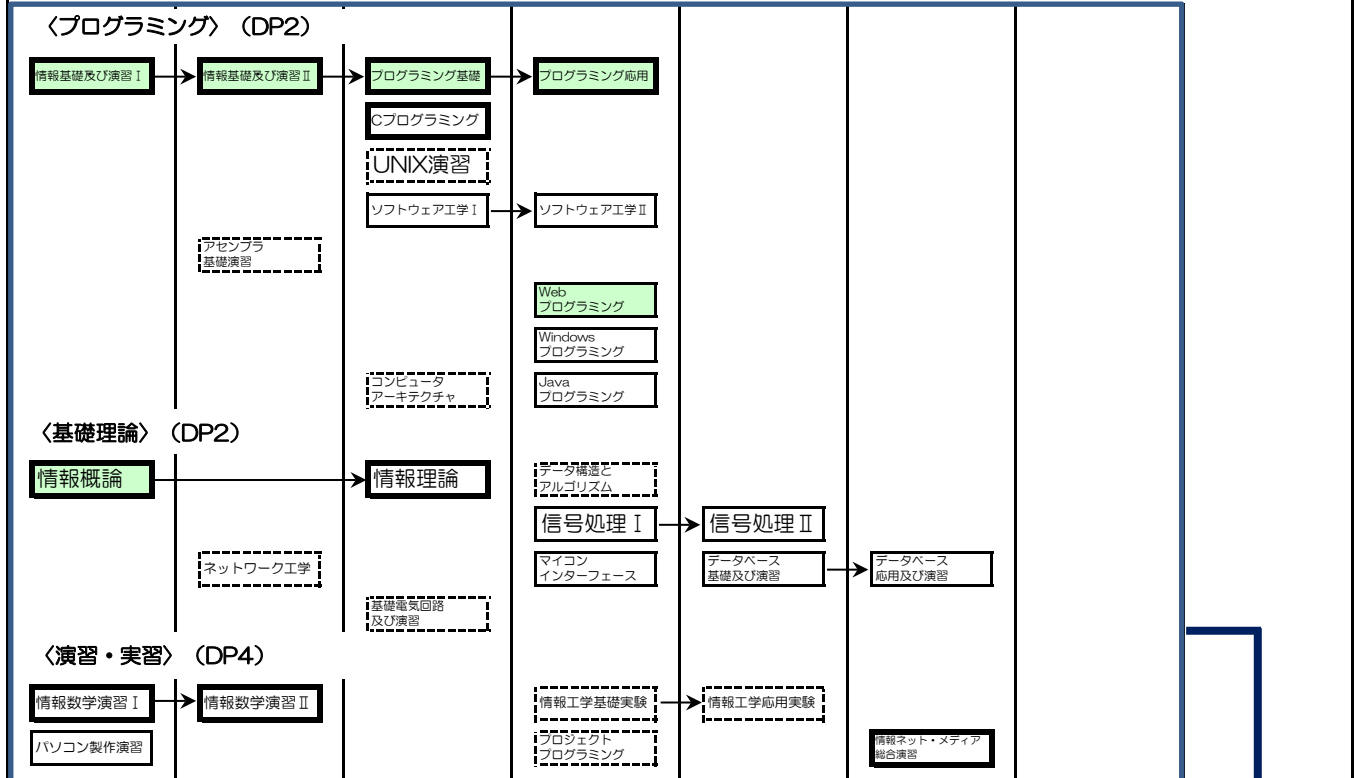 〈プログラミング〉（DP2）
情報基礎及び演習Ⅰ
情報基礎及び演習Ⅱ
プログラミング基礎
プログラミング応用
Cプログラミング
UNIX演習
ソフトウェア工学Ⅰ
ソフトウェア工学Ⅱ
アセンブラ
基礎演習
Web
プログラミング
Windows
プログラミング
コンピュータ
アーキテクチャ
Java
プログラミング
〈基礎理論〉（DP2）
情報概論
情報理論
データ構造と
アルゴリズム
信号処理Ⅰ
信号処理Ⅱ
ネットワーク工学
マイコン
インターフェース
データベース
基礎及び演習
データベース
応用及び演習
基礎電気回路
及び演習
〈演習・実習〉（DP4）
情報数学演習Ⅰ
情報数学演習Ⅱ
情報工学基礎実験
情報工学応用実験
パソコン製作演習
プロジェクト
プログラミング
情報ネット・メディア
総合演習